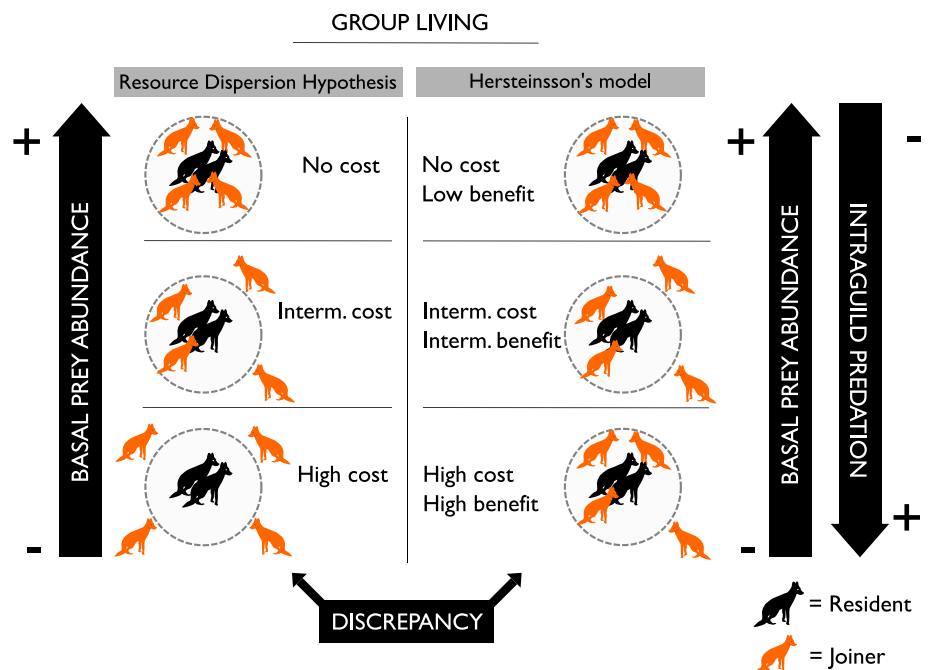 GROUP LIVING
Resource Dispersion Hypothesis
Hersteinsson's model
+
+
-
BASAL PREY ABUNDANCE
No cost
No cost
Low benefit
BASAL PREY ABUNDANCE
INTRAGUILD PREDATION
Interm. cost
Interm. cost
Interm. benefit
High cost
High cost
High benefit
-
-
+
DISCREPANCY
= Resident
= Joiner